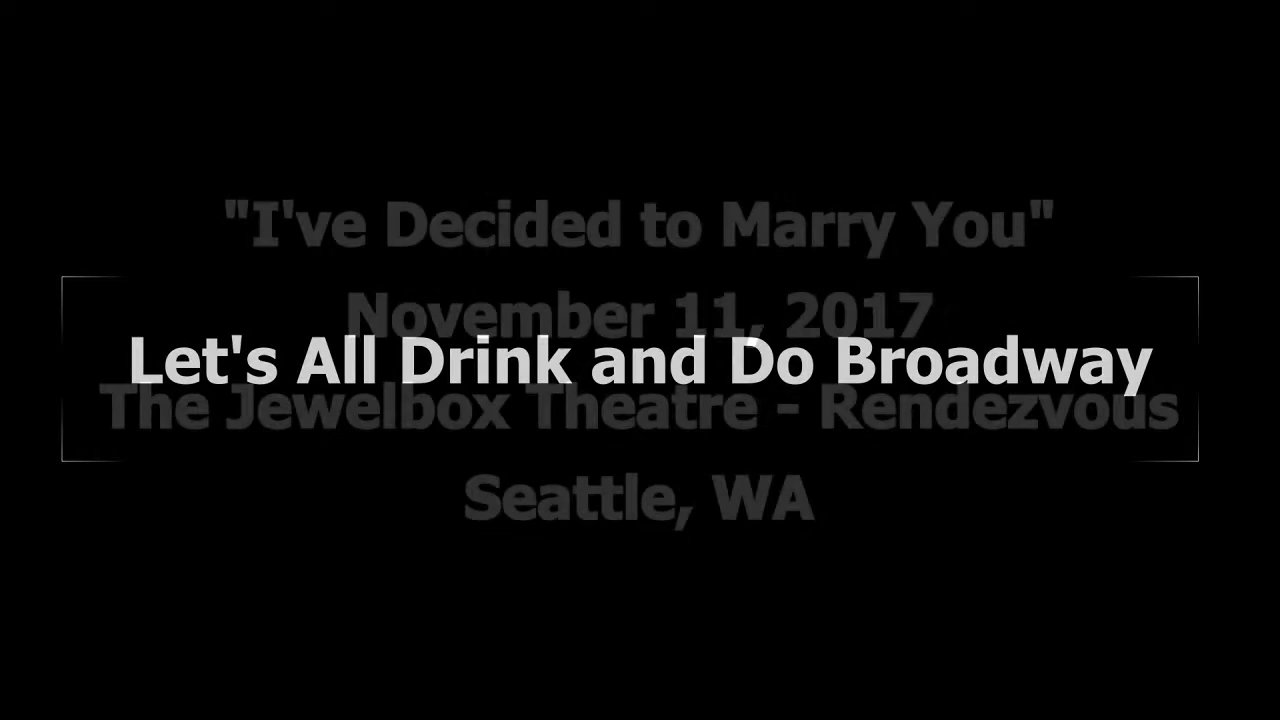 "I've Decided to Marry You"
November 11, 2017
Let's All Drink and Do Broadway
The Jewelbox Theatre - Rendezvous
Seattle, WA